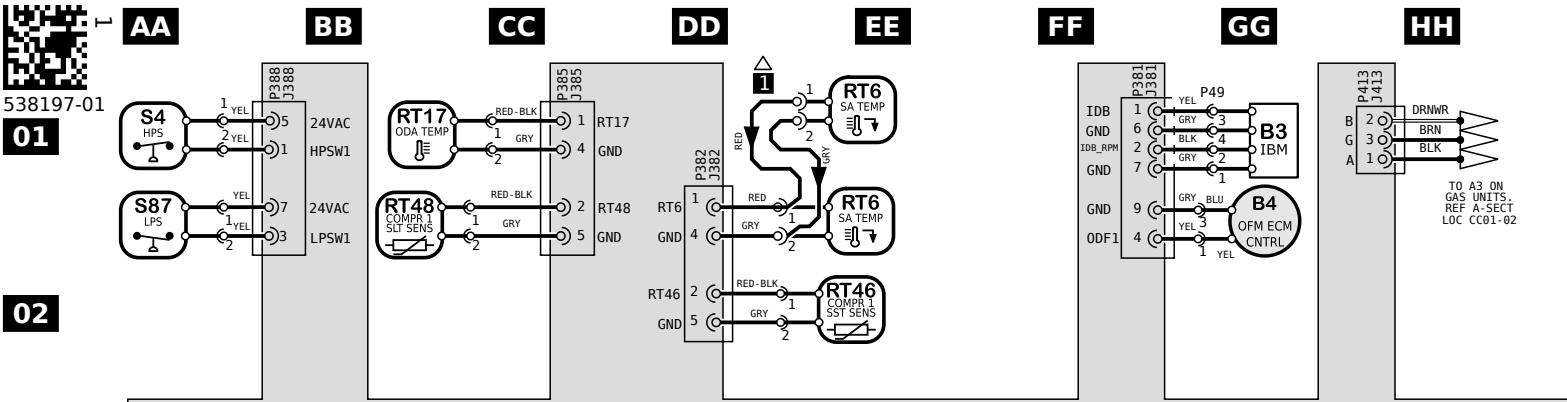 AA BB CC DD EE FF GG HH
1
538197-01
01
02
S4
HPS
1 YEL
2 YEL
P388
J388
5 24VAC
1 HPSW1
S87
LPS
YEL
1
YEL
2
7 24VAC
3 LPSW1
RT17
ODA TEMP
RED-BLK
1
GRY
2
P385
J385
1 RT17
4 GND
RT48
COMPR 1
SLT SENS
RED-BLK
1
GRY
2
2 RT48
5 GND
P382
J382
RT6 1
GND 4
RT46 2
GND 5
1
RED
GRY
1
2
RT6
SA TEMP
RED
1
GRY
2
RT6
SA TEMP
RED-BLK
1
GRY
2
RT46
COMPR 1
SST SENS
P381
J381
IDB 1
GND 6
IDB_RPM 2
GND 7
GND 9
ODF1 4
P49
YEL
GRY 3
BLK 4
GRY 2
1
B3
IBM
GRY BLU
3
YEL
1 YEL
B4
OFM ECM
CNTRL
P413
J413
B 2
G 3
A 1
DRNWR
BRN
BLK
TO A3 ON
GAS UNITS.
REF A-SECT
LOC CC01-02